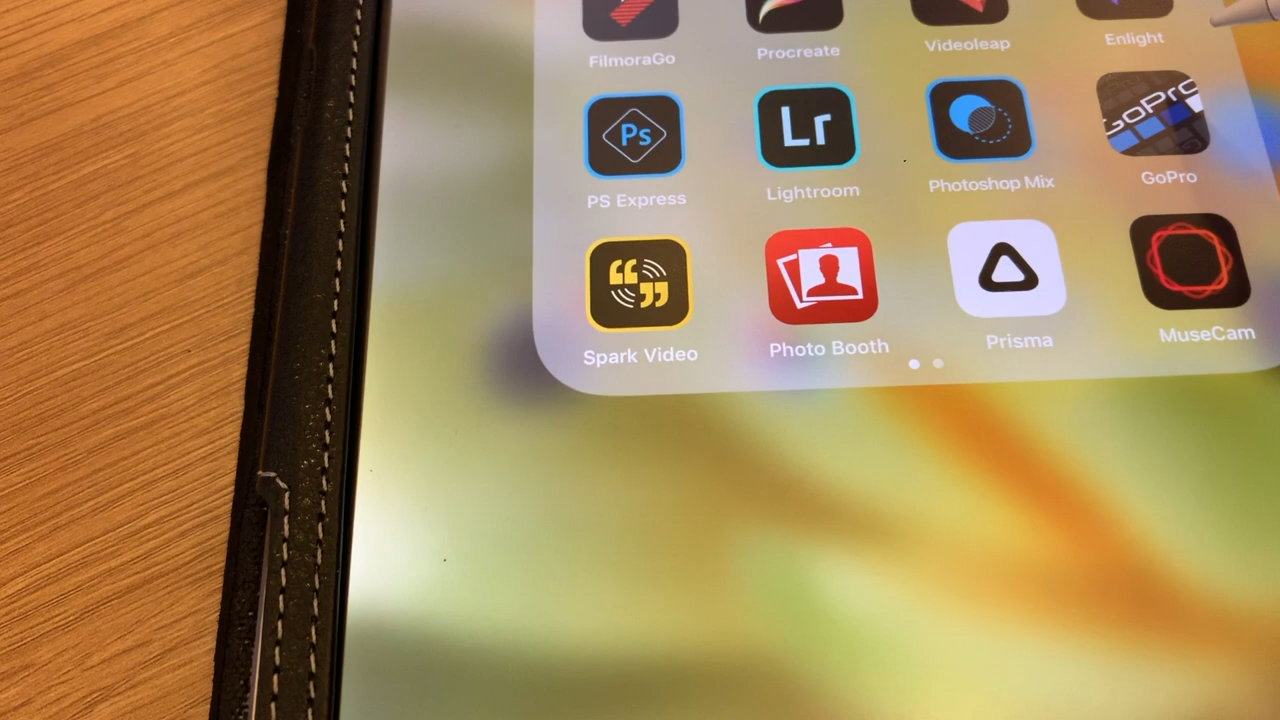 FilmoraGo
Procreate
Videoleap
Enlight
Ps
Lr
GoPro
PS Express
Lightroom
Photoshop Mix
GoPro
Spark Video
Photo Booth
Prisma
MuseCam